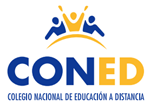 CONED
COLEGIO NACIONAL DE EDUCACIÓN A DISTANCIA